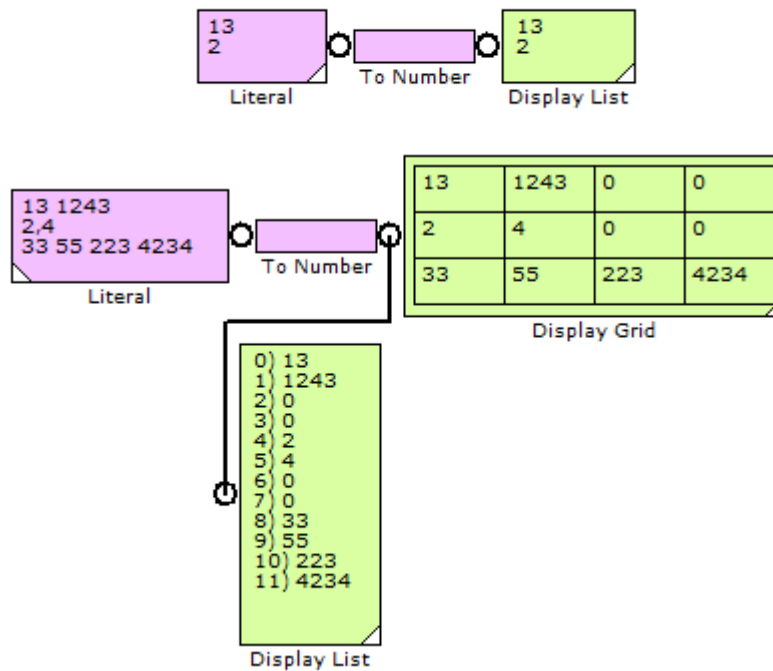 13
2
13
2
Literal
To Number
Display List
13 1243
2,4
33 55 223 4234
Literal
To Number
13 1243 0 0
2 4 0 0
33 55 223 4234
Display Grid
0) 13
1) 1243
2) 0
3) 0
4) 2
5) 4
6) 0
7) 0
8) 33
9) 55
10) 223
11) 4234
Display List